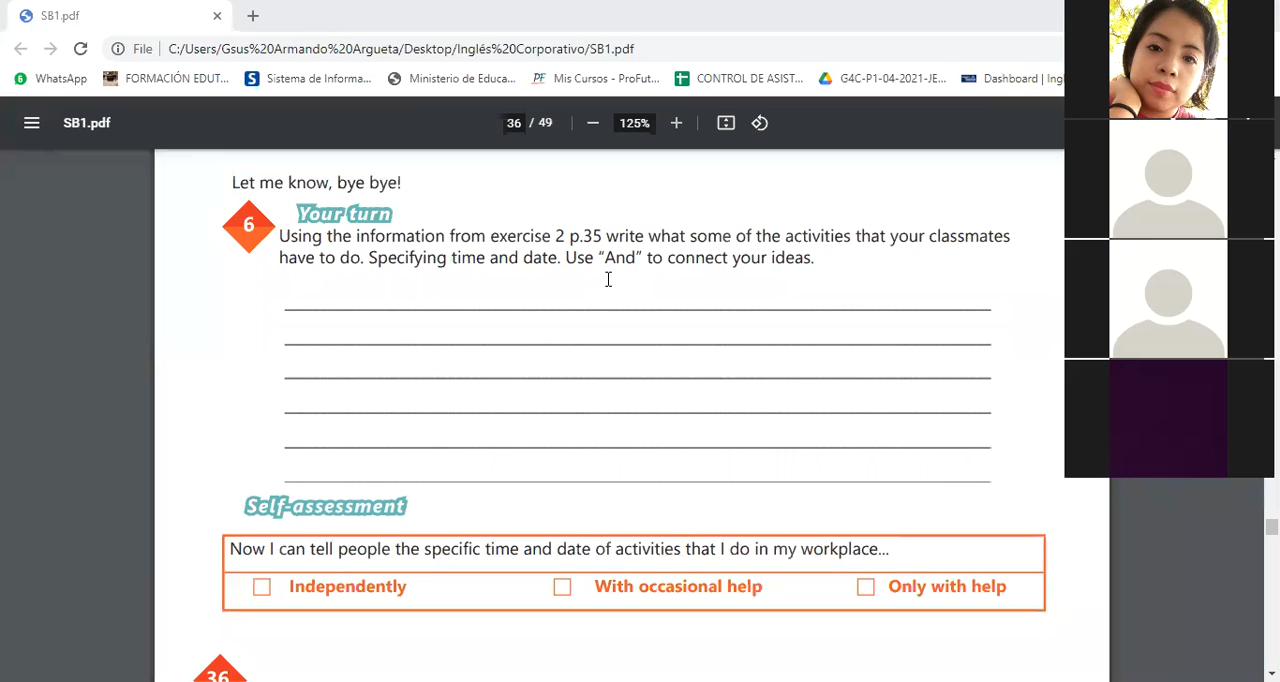 SB1.pdf
File C:/Users/Gsus%20Armando%20Argueta/Desktop/Inglés%20Corporativo/SB1.pdf
WhatsApp FORMACIÓN EDUT... Sistema de Informa... Ministerio de Educa... Mis Cursos - ProFut... CONTROL DE ASIST... G4C-P1-04-2021-JE... Dashboard | Ingl
SB1.pdf 36 / 49 125%
Let me know, bye bye!
6 Your turn
Using the information from exercise 2 p.35 write what some of the activities that your classmates
have to do. Specifying time and date. Use “And” to connect your ideas.
Self-assessment
Now I can tell people the specific time and date of activities that I do in my workplace...
Independently With occasional help Only with help
36